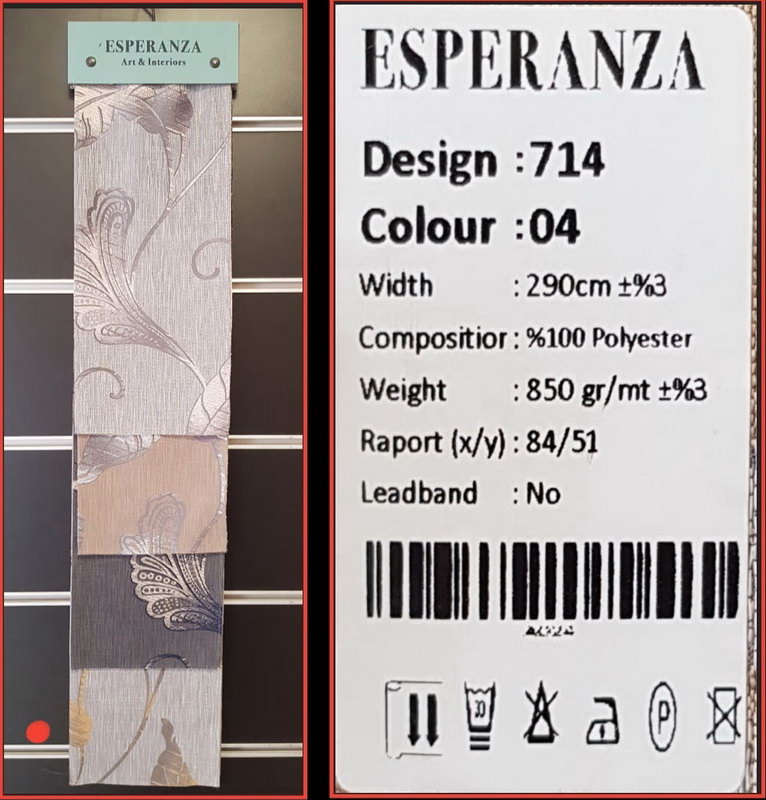 ESPERANZA
Art & Interiors
ESPERANZA
Design :714
Colour :04
Width : 290cm ±%3
Compositior : %100 Polyester
Weight : 850 gr/mt ±%3
Raport (x/y) : 84/51
Leadband : No
P